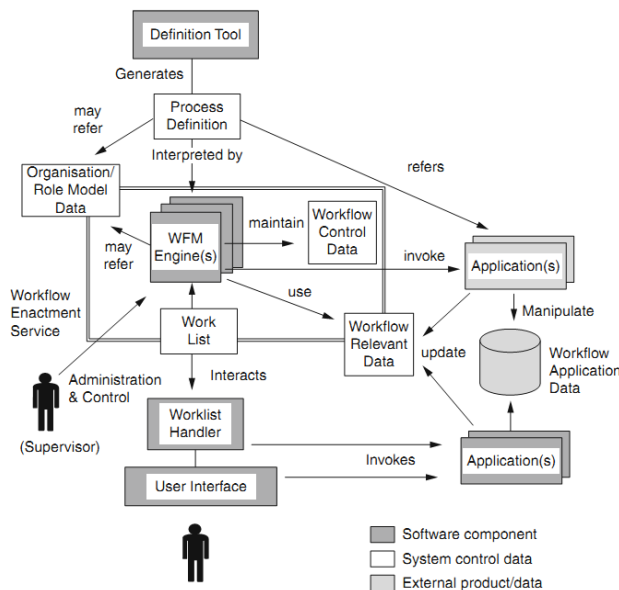 Definition Tool
Generates
Process
Definition
may
refer
Interpreted by
refers
Organisation/
Role Model
Data
WFM
Engine(s)
maintain
Workflow
Control
Data
may
refer
invoke
Application(s)
use
Manipulate
Workflow
Enactment
Service
Work
List
Workflow
Relevant
Data
update
Workflow
Application
Data
Interacts
Administration
& Control
(Supervisor)
Worklist
Handler
Invokes
Application(s)
User Interface
Software component
System control data
External product/data